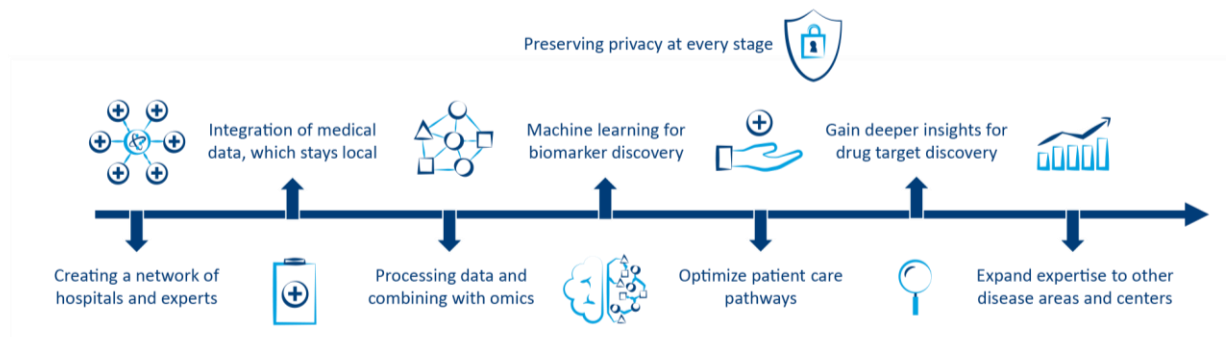 Preserving privacy at every stage
Integration of medical
data, which stays local
Machine learning for
biomarker discovery
Gain deeper insights for
drug target discovery
Creating a network of
hospitals and experts
Processing data and
combining with omics
Optimize patient care
pathways
Expand expertise to other
disease areas and centers